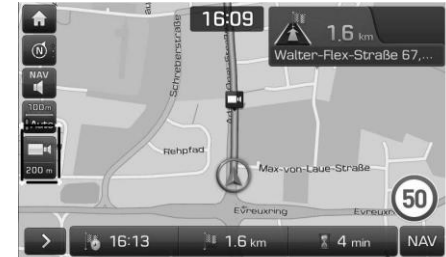 16:09
1.6 km
Walter-Flex-Straße 67,...
NAV
100m
Auto
200 m
Schreberstraße
Rehpfad
Max-von-Laue-Straße
Evreuxring
50
16:13
1.6 km
4 min
NAV